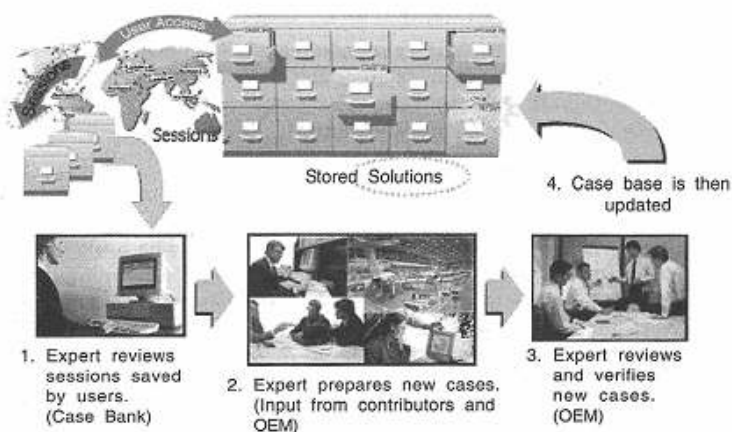 User Access
Sessions
Sessions
Stored Solutions
4. Case base is then
updated
1. Expert reviews
sessions saved
by users.
(Case Bank)
2. Expert prepares new cases.
(Input from contributors and
OEM)
3. Expert reviews
and verifies
new cases.
(OEM)